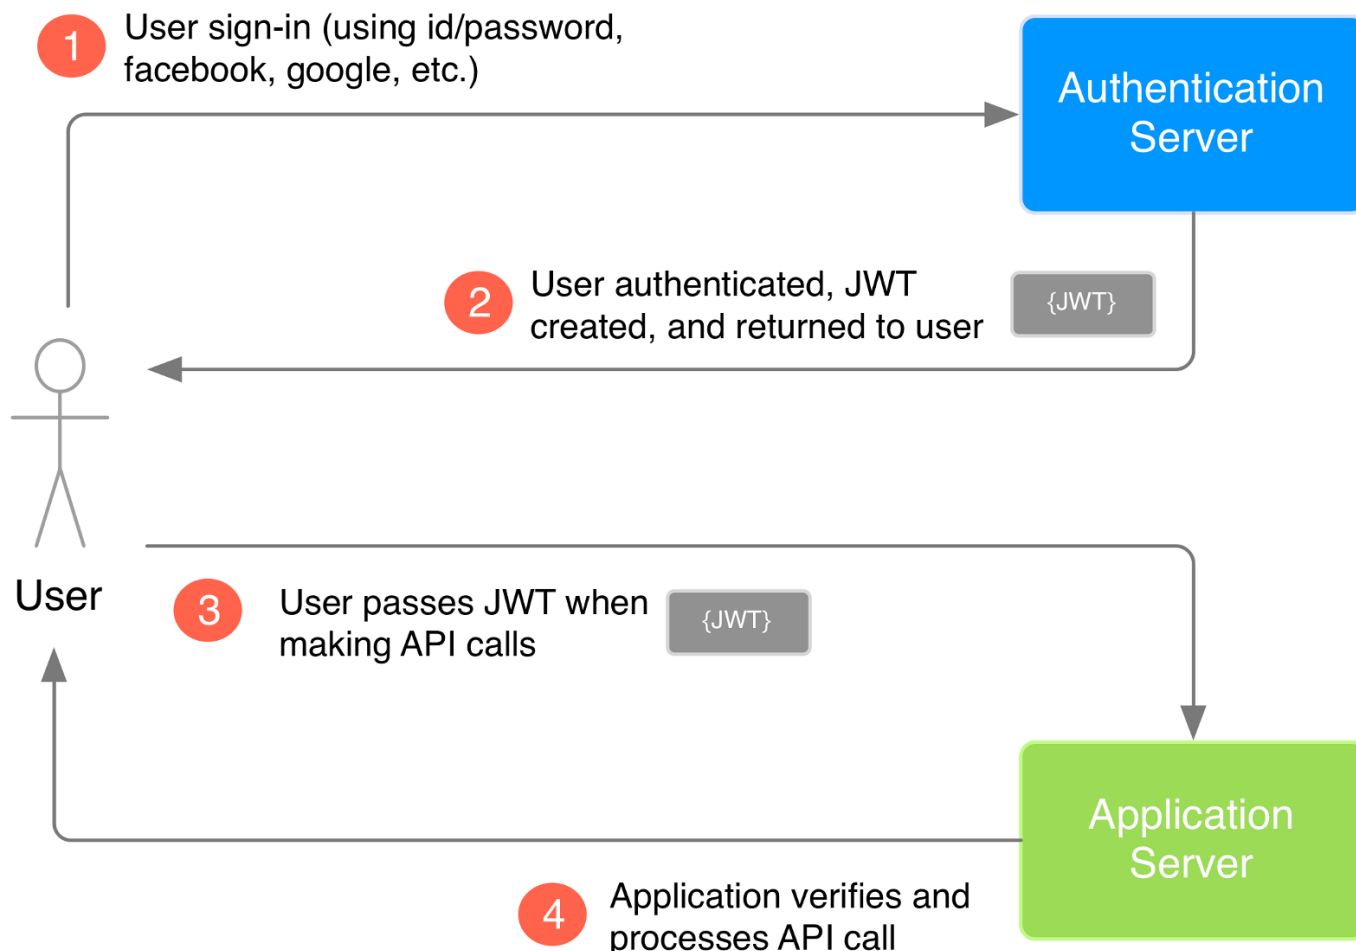 1
User sign-in (using id/password,
facebook, google, etc.)
Authentication
Server
2
User authenticated, JWT
created, and returned to user
{JWT}
User
3
User passes JWT when
making API calls
{JWT}
Application
Server
4
Application verifies and
processes API call